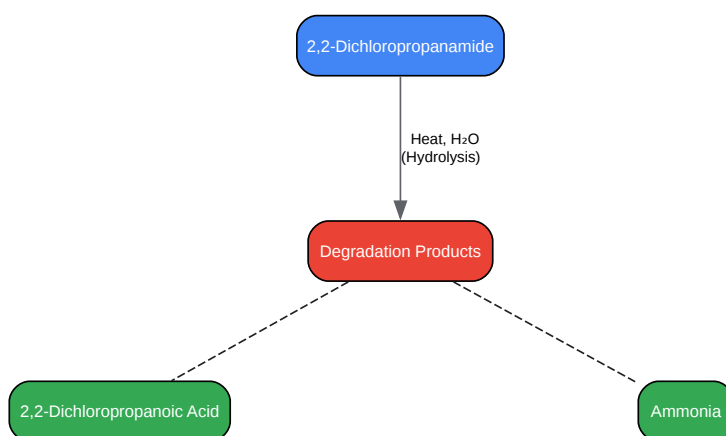 2,2-Dichloropropanamide
Heat, H₂O
(Hydrolysis)
Degradation Products
2,2-Dichloropropanoic Acid
Ammonia